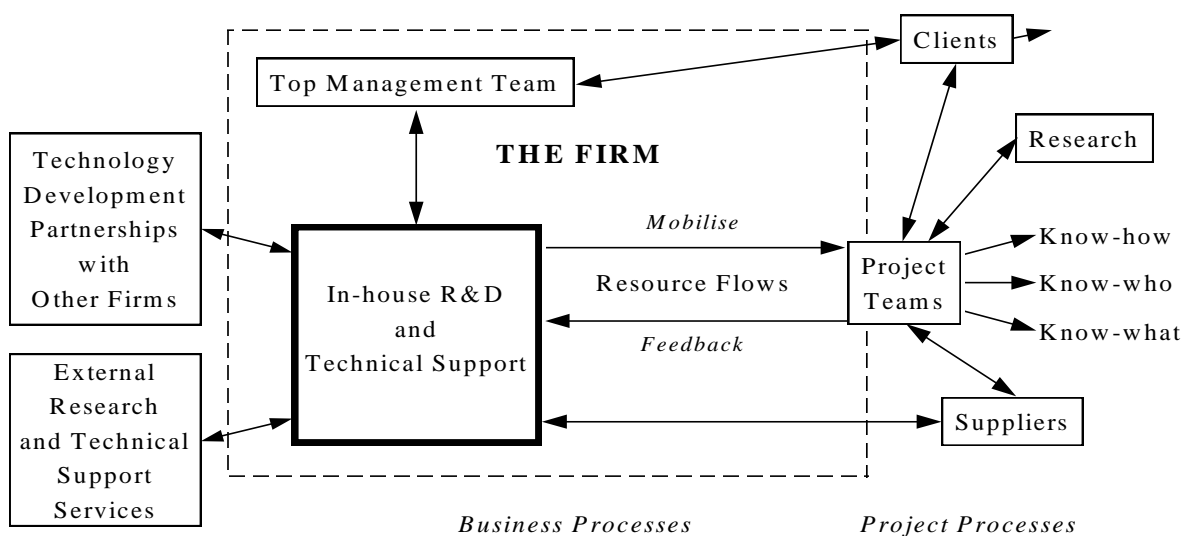 Clients
Top Management Team
THE FIRM
Research
Technology
Development
Partnerships
with
Other Firms
Mobilise
Know-how
In-house R&D
and
Technical Support
Resource Flows
Project
Teams
Know-who
Know-what
Feedback
External
Research
and Technical
Support
Services
Suppliers
Business Processes
Project Processes